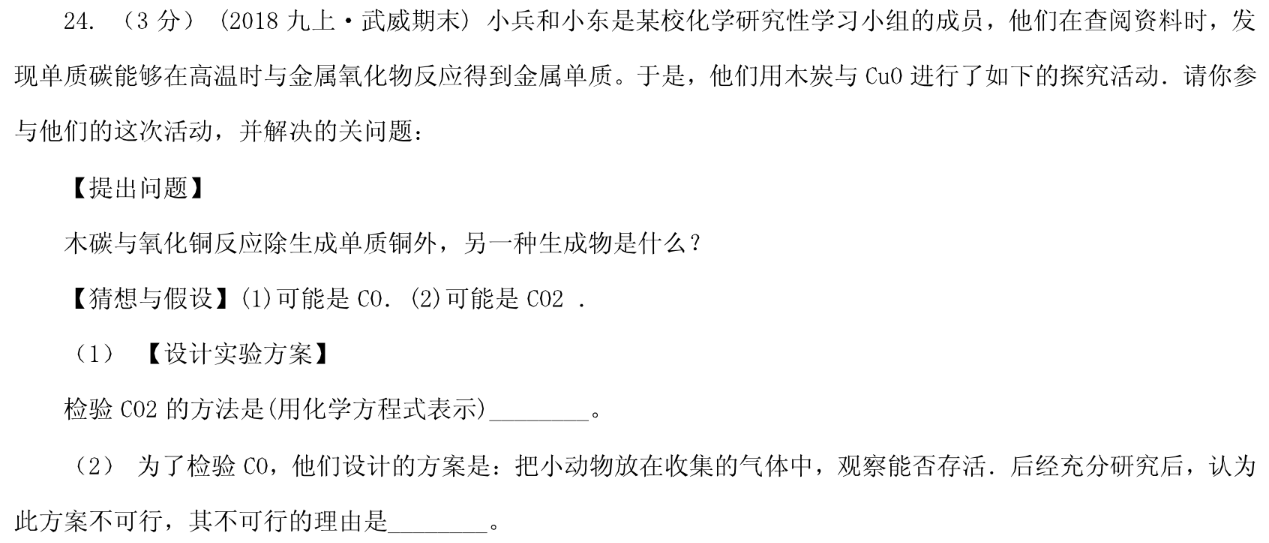 24. （3 分） (2018 九上·武威期末) 小兵和小东是某校化学研究性学习小组的成员，他们在查阅资料时，发
现单质碳能够在高温时与金属氧化物反应得到金属单质。于是，他们用木炭与 CuO 进行了如下的探究活动．请你参
与他们的这次活动，并解决的关问题：
【提出问题】
木碳与氧化铜反应除生成单质铜外，另一种生成物是什么？
【猜想与假设】(1)可能是 CO．(2)可能是 CO2 ．
（1） 【设计实验方案】
检验 CO2 的方法是(用化学方程式表示)________。
（2） 为了检验 CO，他们设计的方案是：把小动物放在收集的气体中，观察能否存活．后经充分研究后，认为
此方案不可行，其不可行的理由是________。